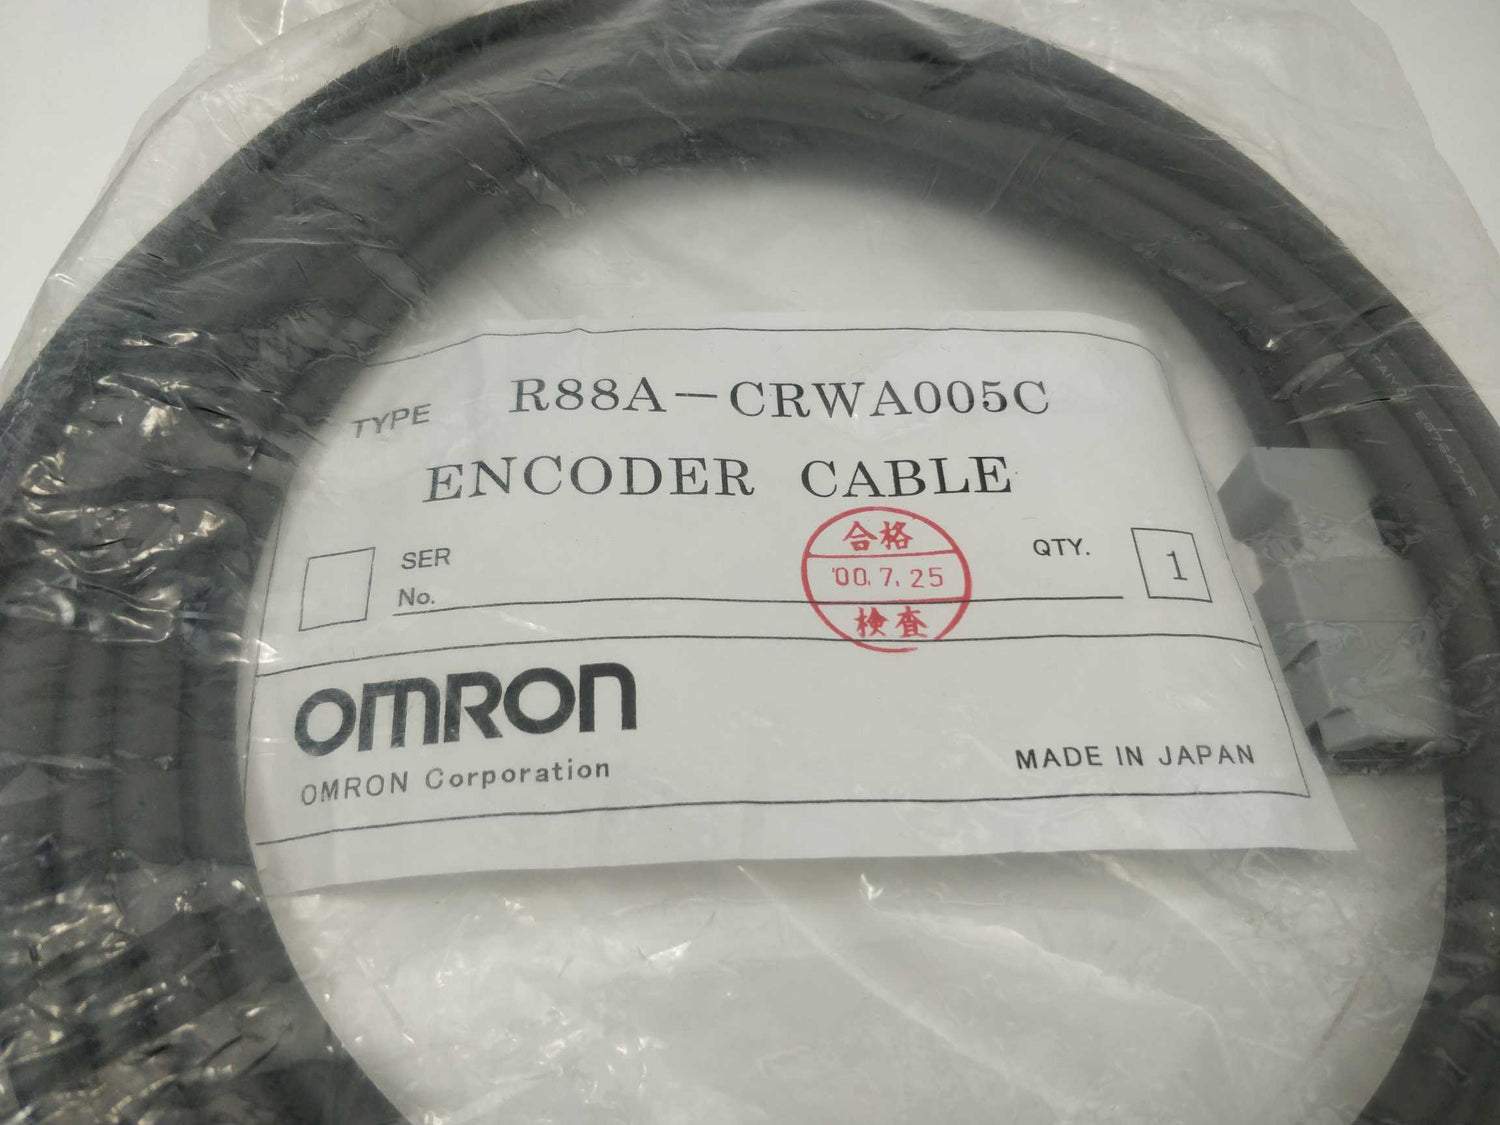 TYPE R88A-CRWA005C
ENCODER CABLE
SER
No.
合格
'00.7.25
検査
QTY. 1
OMRON
OMRON Corporation
MADE IN JAPAN